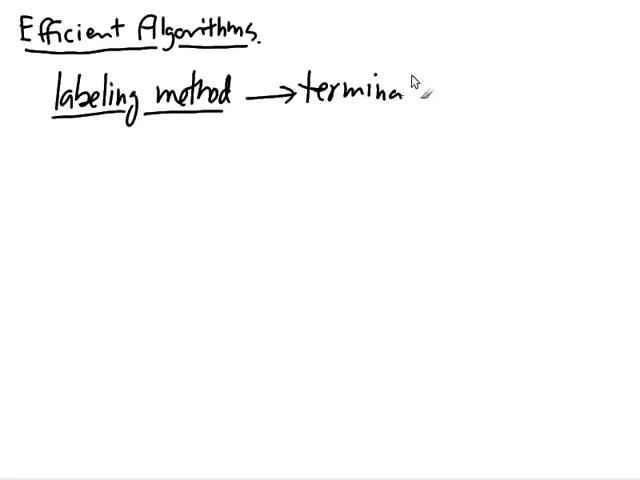 Efficient Algorithms.
labeling method → termina